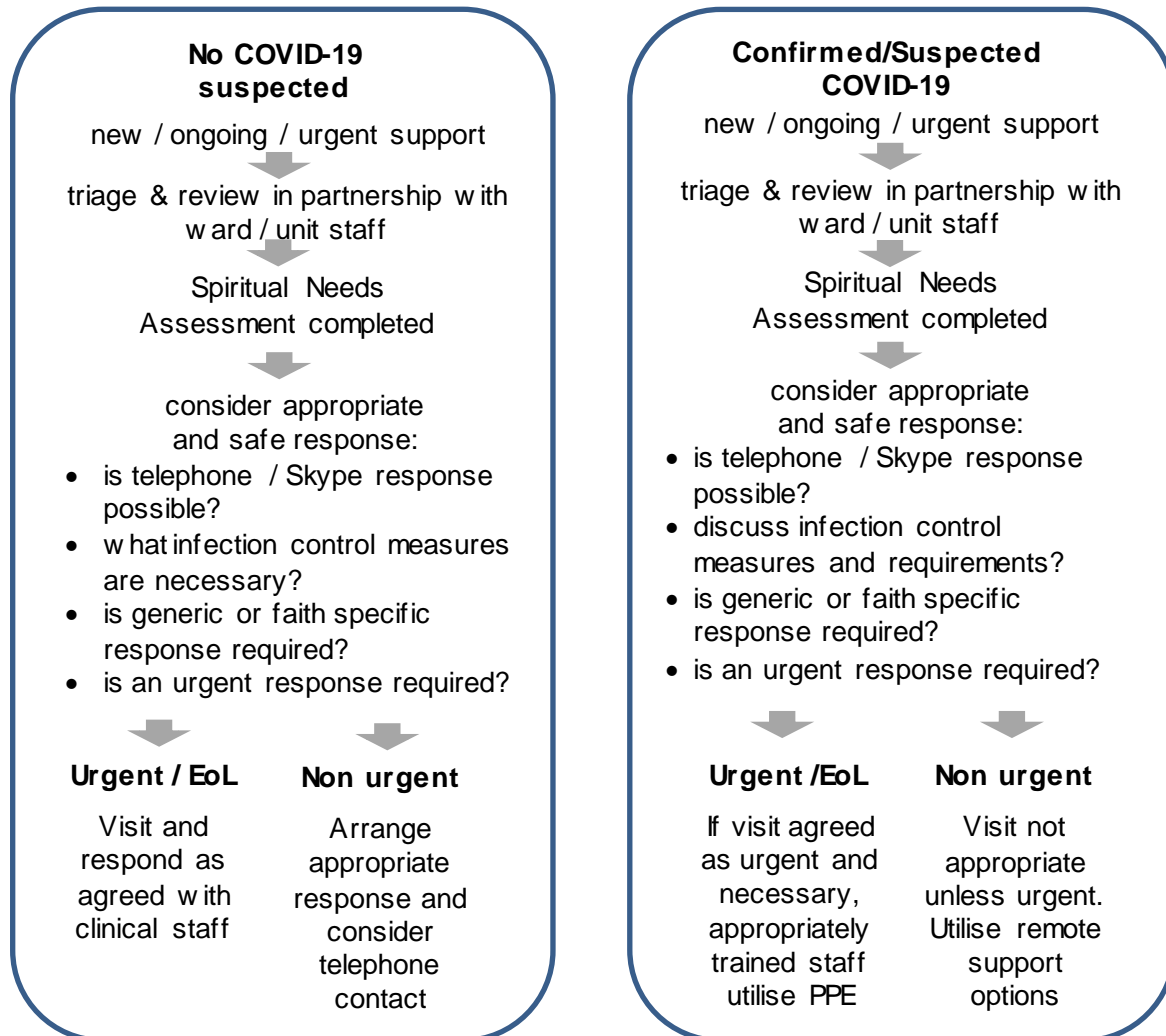 No COVID-19
suspected
new / ongoing / urgent support
triage & review in partnership with
ward / unit staff
Spiritual Needs
Assessment completed
consider appropriate
and safe response:
• is telephone / Skype response
possible?
• what infection control measures
are necessary?
• is generic or faith specific
response required?
• is an urgent response required?
Urgent / EoL
Visit and
respond as
agreed with
clinical staff
Non urgent
Arrange
appropriate
response and
consider
telephone
contact
Confirmed/Suspected
COVID-19
new / ongoing / urgent support
triage & review in partnership with
ward / unit staff
Spiritual Needs
Assessment completed
consider appropriate
and safe response:
• is telephone / Skype response
possible?
• discuss infection control
measures and requirements?
• is generic or faith specific
response required?
• is an urgent response required?
Urgent /EoL
If visit agreed
as urgent and
necessary,
appropriately
trained staff
utilise PPE
Non urgent
Visit not
appropriate
unless urgent.
Utilise remote
support
options